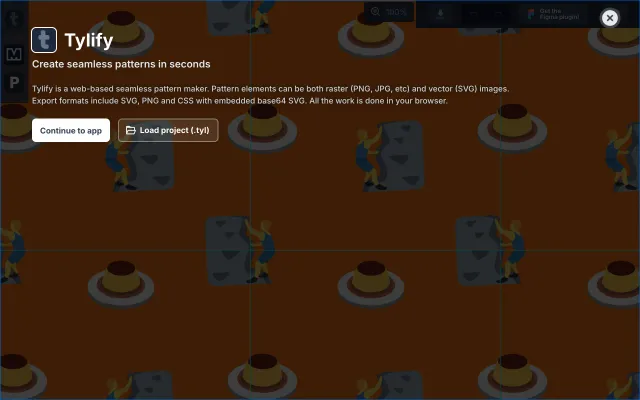 t
100%
Get the
Figma plugin!
t Tylify
Create seamless patterns in seconds
M
P
Tylify is a web-based seamless pattern maker. Pattern elements can be both raster (PNG, JPG, etc) and vector (SVG) images.
Export formats include SVG, PNG and CSS with embedded base64 SVG. All the work is done in your browser.
Continue to app
Load project (.tyl)